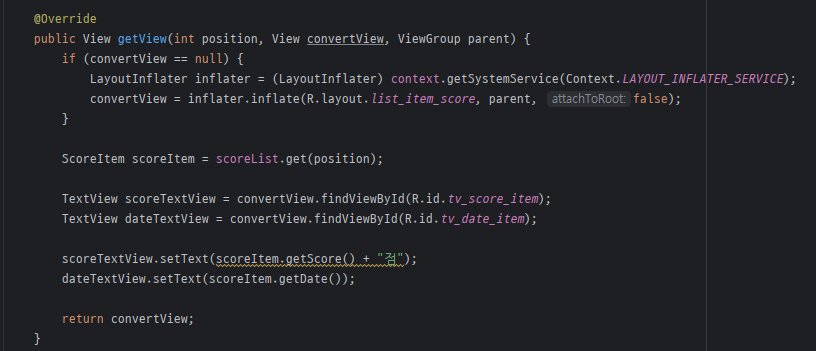 @Override
public View getView(int position, View convertView, ViewGroup parent) {
if (convertView == null) {
LayoutInflater inflater = (LayoutInflater) context.getSystemService(Context.LAYOUT_INFLATER_SERVICE);
convertView = inflater.inflate(R.layout.list_item_score, parent, attachToRoot: false);
}
ScoreItem scoreItem = scoreList.get(position);
TextView scoreTextView = convertView.findViewById(R.id.tv_score_item);
TextView dateTextView = convertView.findViewById(R.id.tv_date_item);
scoreTextView.setText(scoreItem.getScore() + "점");
dateTextView.setText(scoreItem.getDate());
return convertView;
}